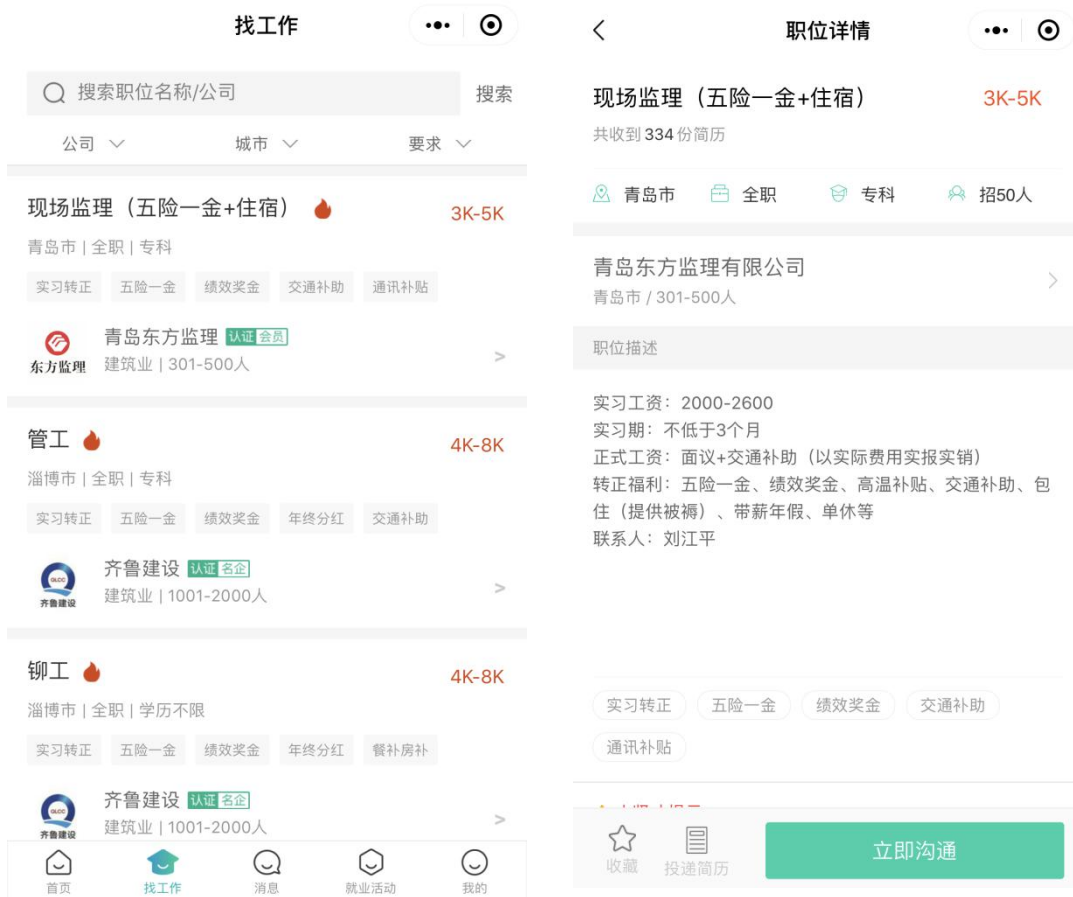 找工作
搜索职位名称/公司
搜索
公司 城市 要求
现场监理（五险一金+住宿）
3K-5K
青岛市 | 全职 | 专科
实习转正 五险一金 绩效奖金 交通补助 通讯补贴
青岛东方监理 认证 会员
东方监理
建筑业 | 301-500人
>
管工
4K-8K
淄博市 | 全职 | 专科
实习转正 五险一金 绩效奖金 年终分红 交通补助
齐鲁建设 认证 名企
QLCC
齐鲁建设
建筑业 | 1001-2000人
>
铆工
4K-8K
淄博市 | 全职 | 学历不限
实习转正 五险一金 绩效奖金 年终分红 餐补房补
齐鲁建设 认证 名企
QLCC
齐鲁建设
建筑业 | 1001-2000人
>
首页 找工作 消息 就业活动 我的
职位详情
现场监理（五险一金+住宿）
3K-5K
共收到 334 份简历
青岛市 全职 专科 招50人
青岛东方监理有限公司
青岛市 / 301-500人
职位描述
实习工资：2000-2600
实习期：不低于3个月
正式工资：面议+交通补助（以实际费用实报实销）
转正福利：五险一金、绩效奖金、高温补贴、交通补助、包
住（提供被褥）、带薪年假、单休等
联系人：刘江平
实习转正 五险一金 绩效奖金 交通补助
通讯补贴
收藏 投递简历
立即沟通